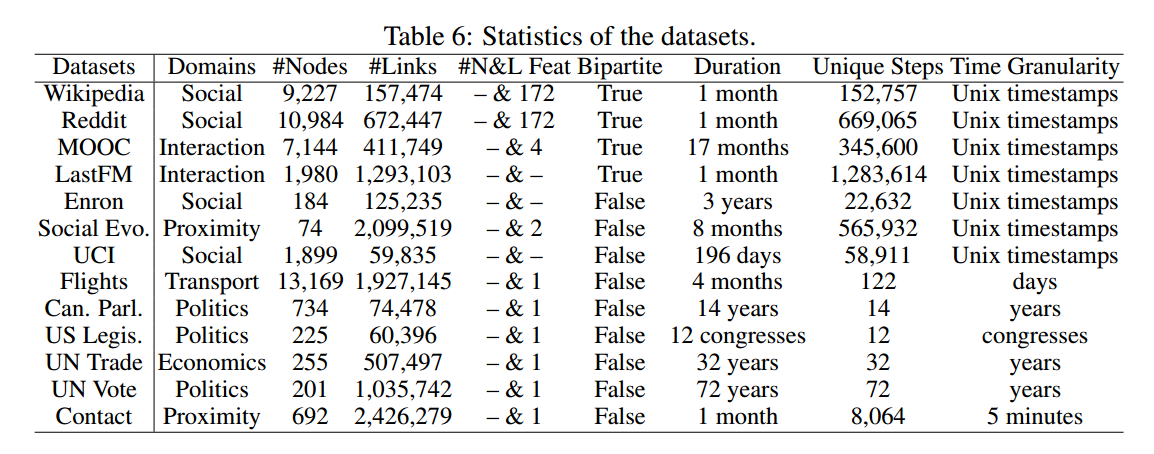 Table 6: Statistics of the datasets.
Datasets Domains #Nodes #Links #N&L Feat Bipartite Duration Unique Steps Time Granularity
Wikipedia Social 9,227 157,474 – & 172 True 1 month 152,757 Unix timestamps
Reddit Social 10,984 672,447 – & 172 True 1 month 669,065 Unix timestamps
MOOC Interaction 7,144 411,749 – & 4 True 17 months 345,600 Unix timestamps
LastFM Interaction 1,980 1,293,103 – & – True 1 month 1,283,614 Unix timestamps
Enron Social 184 125,235 – & – False 3 years 22,632 Unix timestamps
Social Evo. Proximity 74 2,099,519 – & 2 False 8 months 565,932 Unix timestamps
UCI Social 1,899 59,835 – & – False 196 days 58,911 Unix timestamps
Flights Transport 13,169 1,927,145 – & 1 False 4 months 122 days
Can. Parl. Politics 734 74,478 – & 1 False 14 years 14 years
US Legis. Politics 225 60,396 – & 1 False 12 congresses 12 congresses
UN Trade Economics 255 507,497 – & 1 False 32 years 32 years
UN Vote Politics 201 1,035,742 – & 1 False 72 years 72 years
Contact Proximity 692 2,426,279 – & 1 False 1 month 8,064 5 minutes